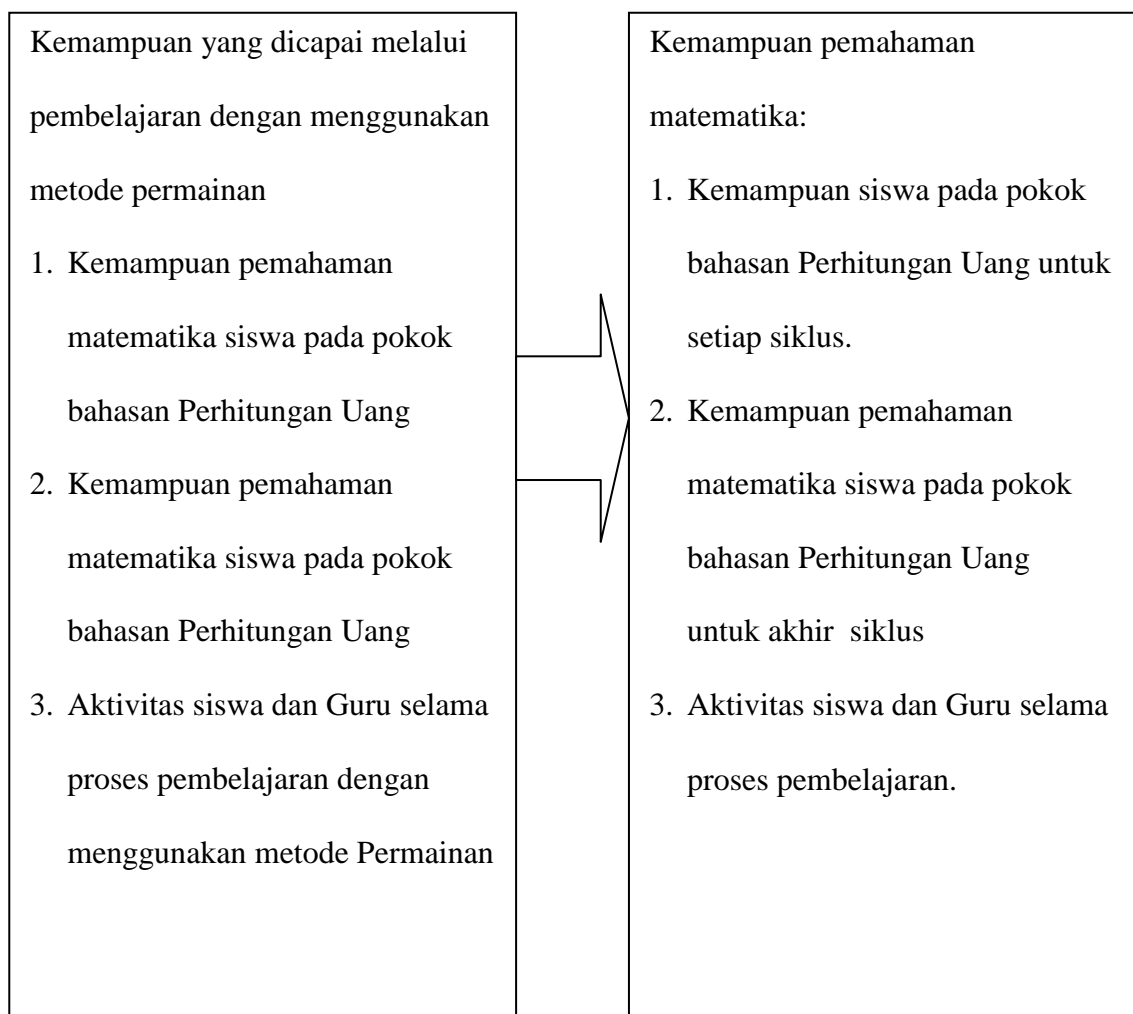 Kemampuan yang dicapai melalui
pembelajaran dengan menggunakan
metode permainan
1. Kemampuan pemahaman
matematika siswa pada pokok
bahasan Perhitungan Uang
2. Kemampuan pemahaman
matematika siswa pada pokok
bahasan Perhitungan Uang
3. Aktivitas siswa dan Guru selama
proses pembelajaran dengan
menggunakan metode Permainan
Kemampuan pemahaman
matematika:
1. Kemampuan siswa pada pokok
bahasan Perhitungan Uang untuk
setiap siklus.
2. Kemampuan pemahaman
matematika siswa pada pokok
bahasan Perhitungan Uang
untuk akhir siklus
3. Aktivitas siswa dan Guru selama
proses pembelajaran.